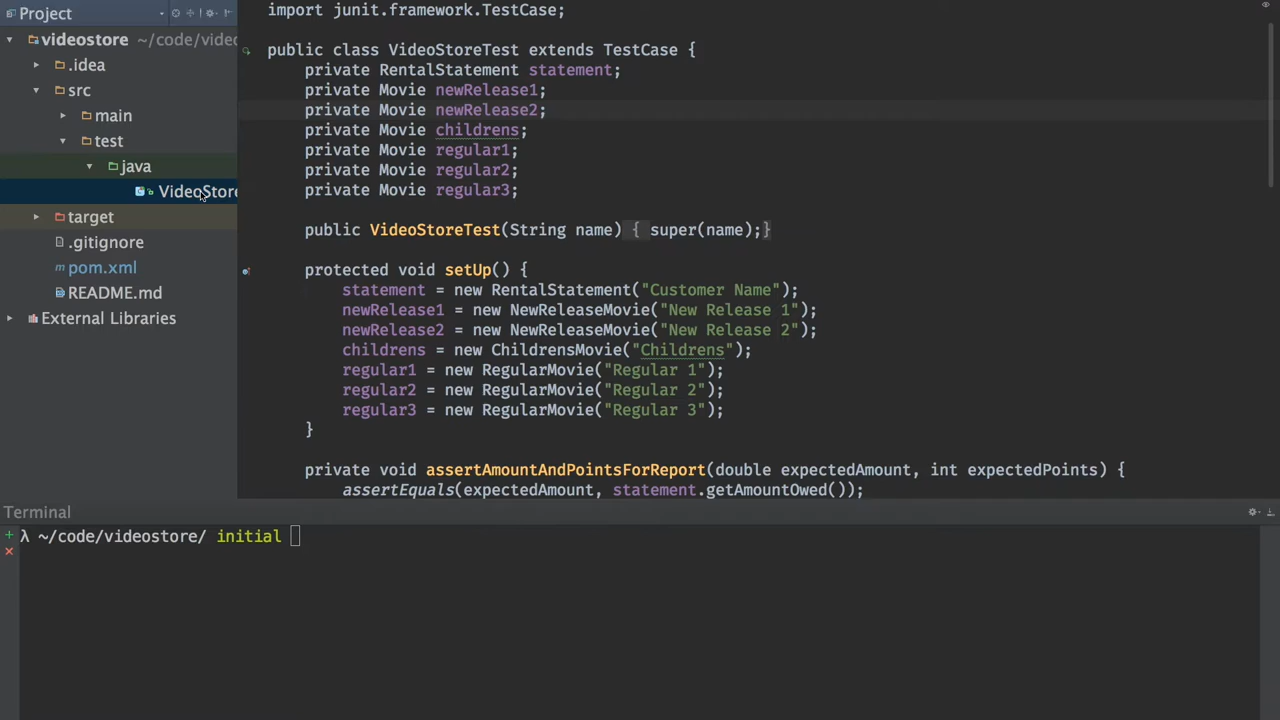 Project
videostore ~/code/video
.idea
src
main
test
java
VideoStore
target
.gitignore
pom.xml
README.md
External Libraries
import junit.framework.TestCase;
public class VideoStoreTest extends TestCase {
private RentalStatement statement;
private Movie newRelease1;
private Movie newRelease2;
private Movie childrens;
private Movie regular1;
private Movie regular2;
private Movie regular3;
public VideoStoreTest(String name) { super(name);}
protected void setUp() {
statement = new RentalStatement("Customer Name");
newRelease1 = new NewReleaseMovie("New Release 1");
newRelease2 = new NewReleaseMovie("New Release 2");
childrens = new ChildrensMovie("Childrens");
regular1 = new RegularMovie("Regular 1");
regular2 = new RegularMovie("Regular 2");
regular3 = new RegularMovie("Regular 3");
}
private void assertAmountAndPointsForReport(double expectedAmount, int expectedPoints) {
assertEquals(expectedAmount, statement.getAmountOwed());
Terminal
λ ~/code/videostore/ initial